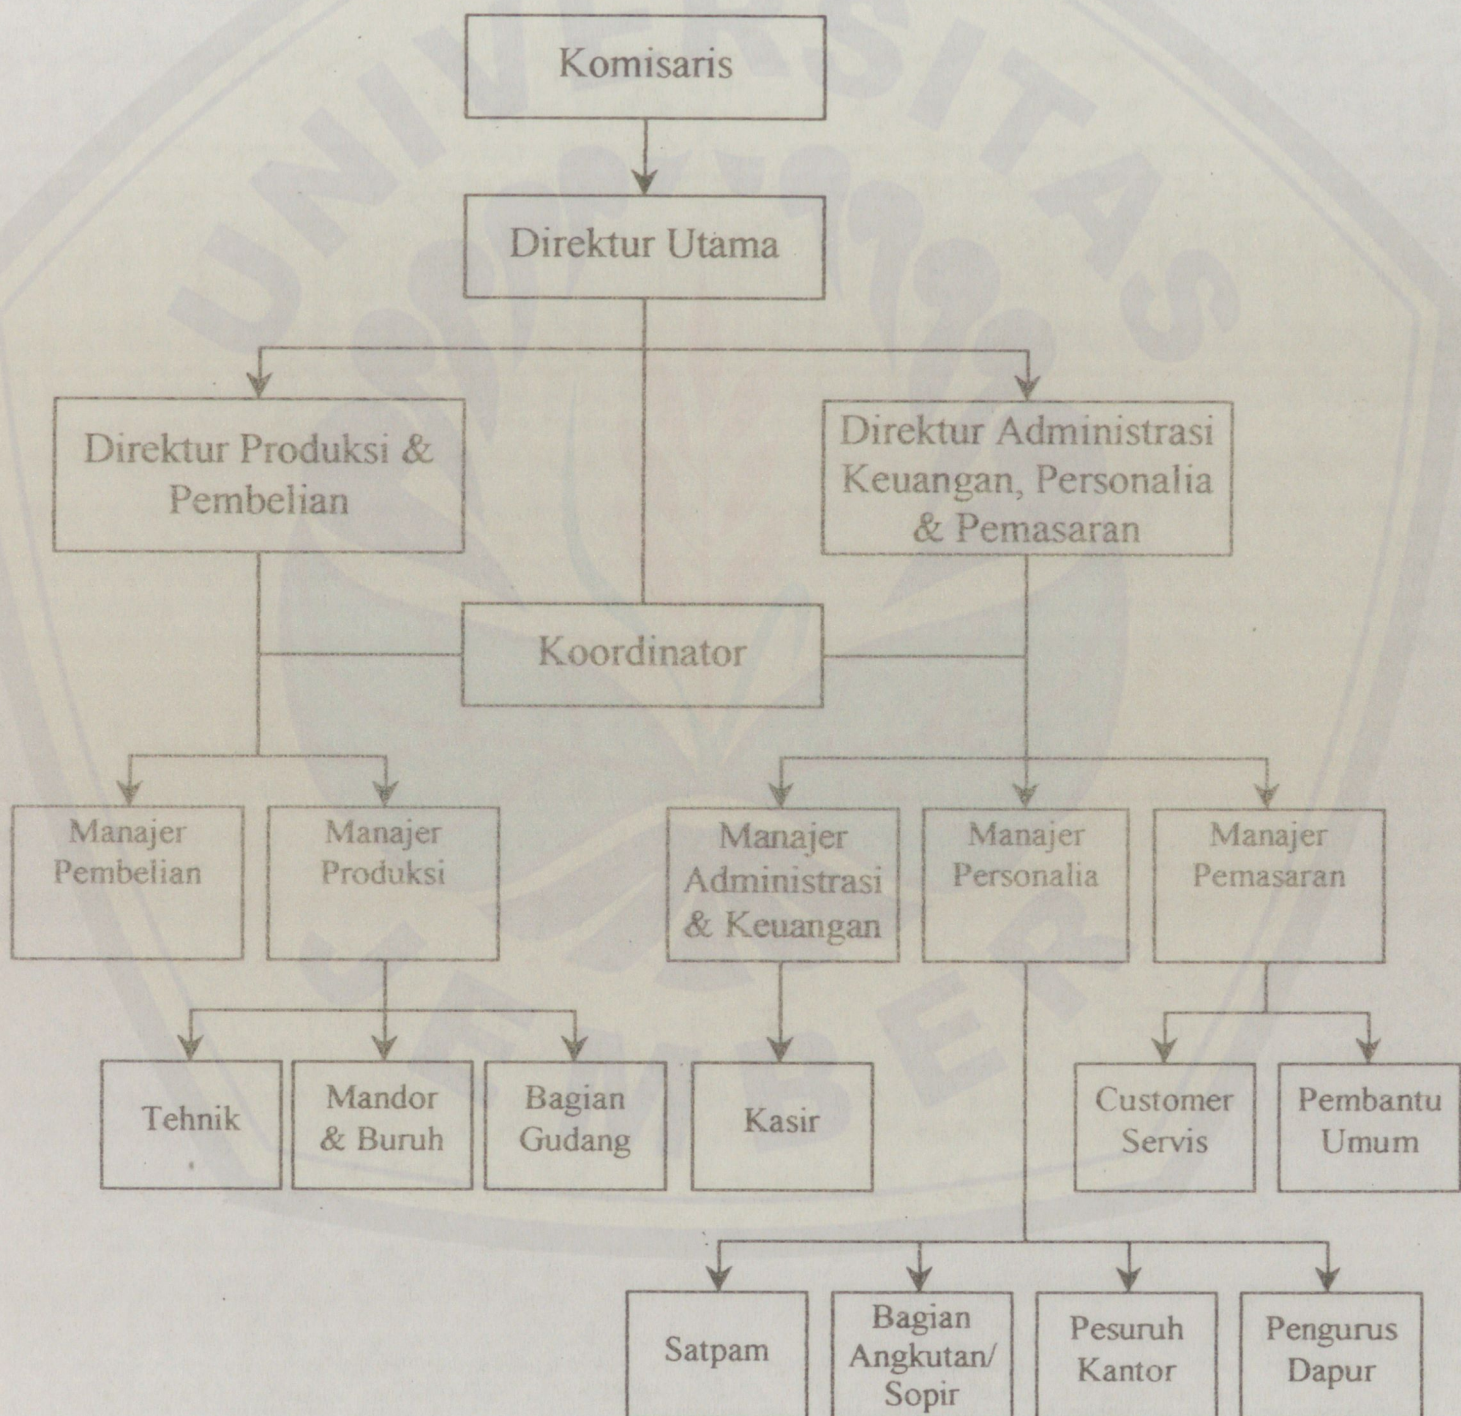 UNIVERSITAS
Komisaris
Direktur Utama
Direktur Produksi &
Pembelian
Direktur Administrasi
Keuangan, Personalia
& Pemasaran
Koordinator
Manajer
Pembelian
Manajer
Produksi
Manajer
Administrasi
& Keuangan
Manajer
Personalia
Manajer
Pemasaran
JEMBER
Tehnik
Mandor
& Buruh
Bagian
Gudang
Kasir
Customer
Servis
Pembantu
Umum
Satpam
Bagian
Angkutan/
Sopir
Pesuruh
Kantor
Pengurus
Dapur